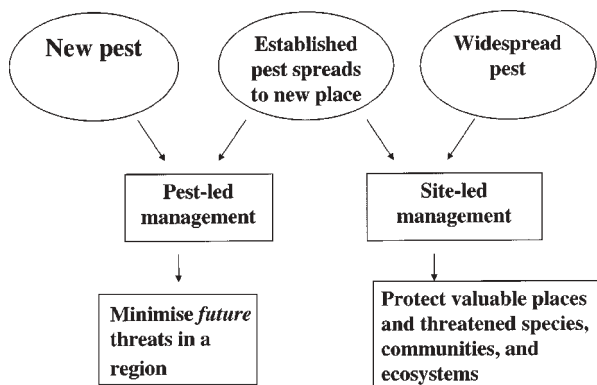 New pest
Established
pest spreads
to new place
Widespread
pest
Pest-led
management
Site-led
management
Minimise future
threats in a
region
Protect valuable places
and threatened species,
communities, and
ecosystems